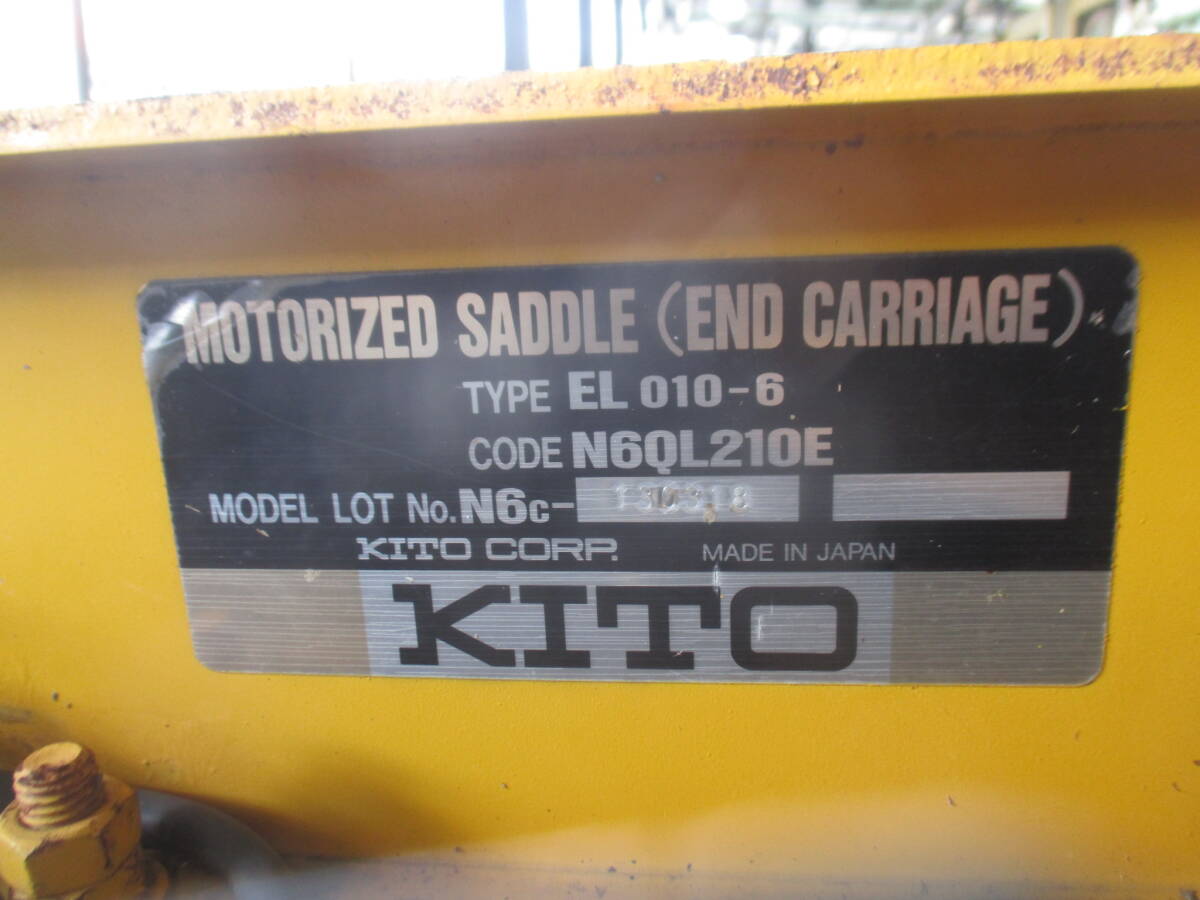 MOTORIZED SADDLE (END CARRIAGE)
TYPE EL 010-6
CODE N6QL210E
MODEL LOT No. N6c-
KITO CORP. MADE IN JAPAN
KITO